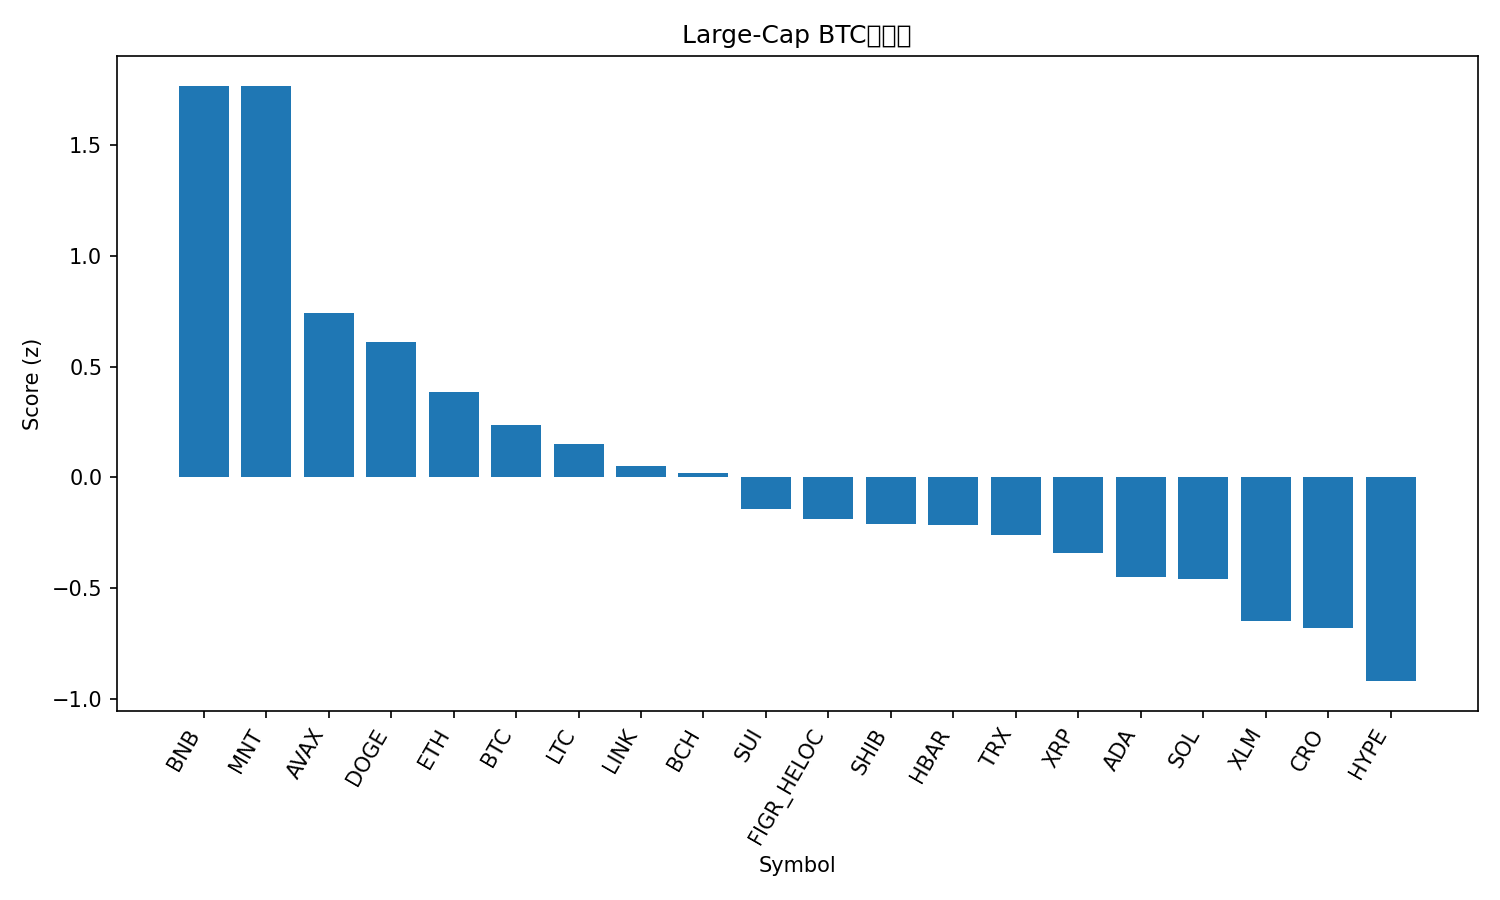 Large-Cap BTC
Score (z)
1.5
1.0
0.5
0.0
−0.5
−1.0
BNB
MNT
AVAX
DOGE
ETH
BTC
LTC
LINK
BCH
SUI
FIGR_HELOC
SHIB
HBAR
TRX
XRP
ADA
SOL
XLM
CRO
HYPE
Symbol